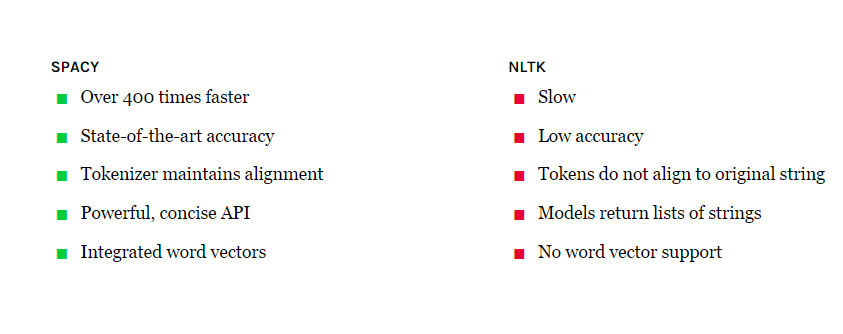 SPACY
Over 400 times faster
State-of-the-art accuracy
Tokenizer maintains alignment
Powerful, concise API
Integrated word vectors
NLTK
Slow
Low accuracy
Tokens do not align to original string
Models return lists of strings
No word vector support